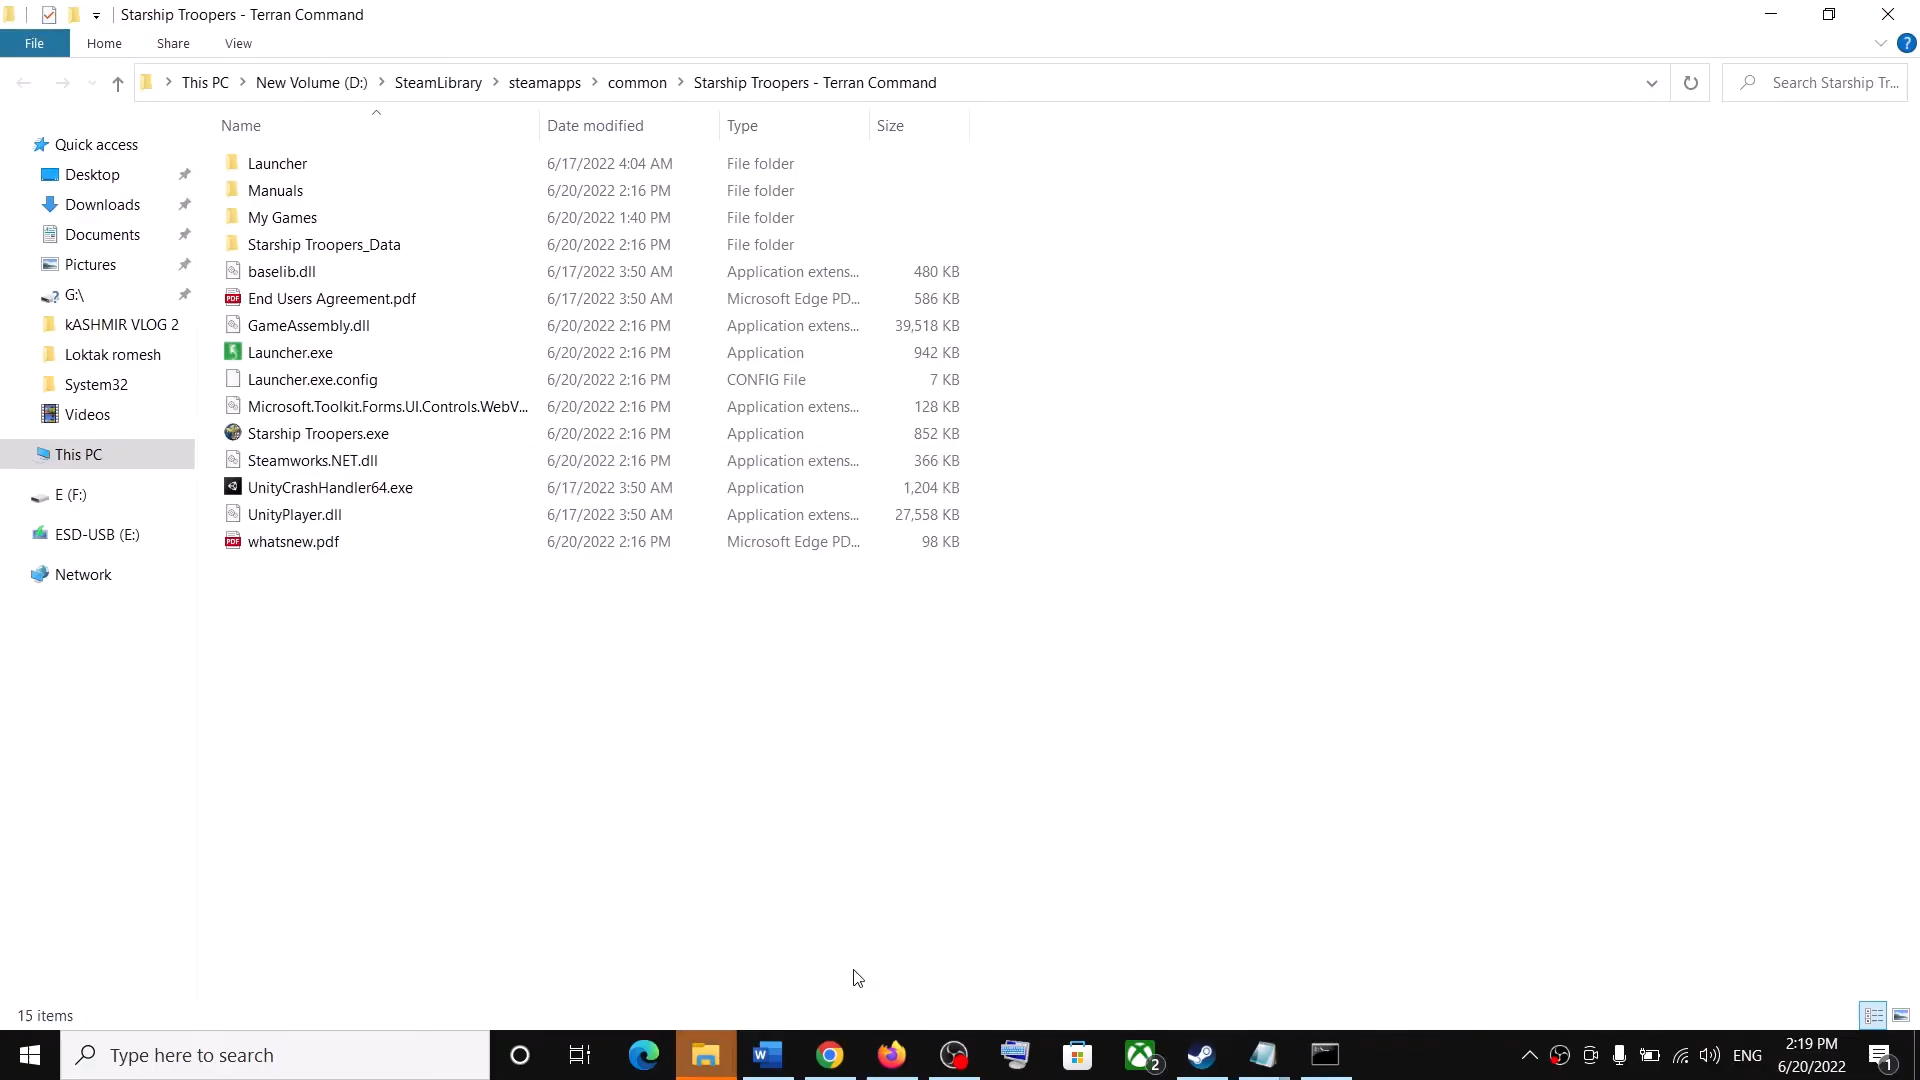 Starship Troopers - Terran Command
File Home Share View
This PC New Volume (D:) SteamLibrary steamapps common Starship Troopers - Terran Command Search Starship Tr...
Name Date modified Type Size
Quick access
Desktop
Downloads
Documents
Pictures
G:\
kASHMIR VLOG 2
Loktak romesh
System32
Videos
This PC
E (F:)
ESD-USB (E:)
Network
Launcher 6/17/2022 4:04 AM File folder
Manuals 6/20/2022 2:16 PM File folder
My Games 6/20/2022 1:40 PM File folder
Starship Troopers_Data 6/20/2022 2:16 PM File folder
baselib.dll 6/17/2022 3:50 AM Application extens... 480 KB
End Users Agreement.pdf 6/17/2022 3:50 AM Microsoft Edge PD... 586 KB
GameAssembly.dll 6/20/2022 2:16 PM Application extens... 39,518 KB
Launcher.exe 6/20/2022 2:16 PM Application 942 KB
Launcher.exe.config 6/20/2022 2:16 PM CONFIG File 7 KB
Microsoft.Toolkit.Forms.UI.Controls.WebV... 6/20/2022 2:16 PM Application extens... 128 KB
Starship Troopers.exe 6/20/2022 2:16 PM Application 852 KB
Steamworks.NET.dll 6/20/2022 2:16 PM Application extens... 366 KB
UnityCrashHandler64.exe 6/17/2022 3:50 AM Application 1,204 KB
UnityPlayer.dll 6/17/2022 3:50 AM Application extens... 27,558 KB
whatsnew.pdf 6/20/2022 2:16 PM Microsoft Edge PD... 98 KB
15 items
Type here to search
2
ENG
2:19 PM
6/20/2022
1